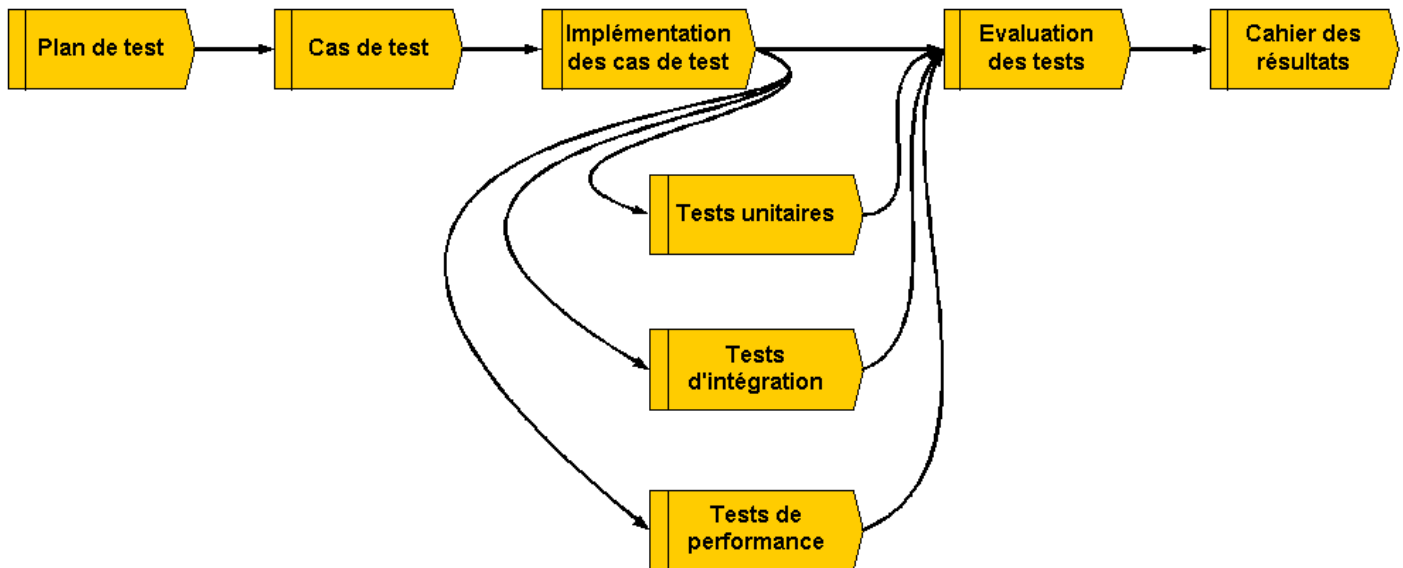 Plan de test
Cas de test
Implémentation
des cas de test
Evaluation
des tests
Cahier des
résultats
Tests unitaires
Tests
d'intégration
Tests de
performance